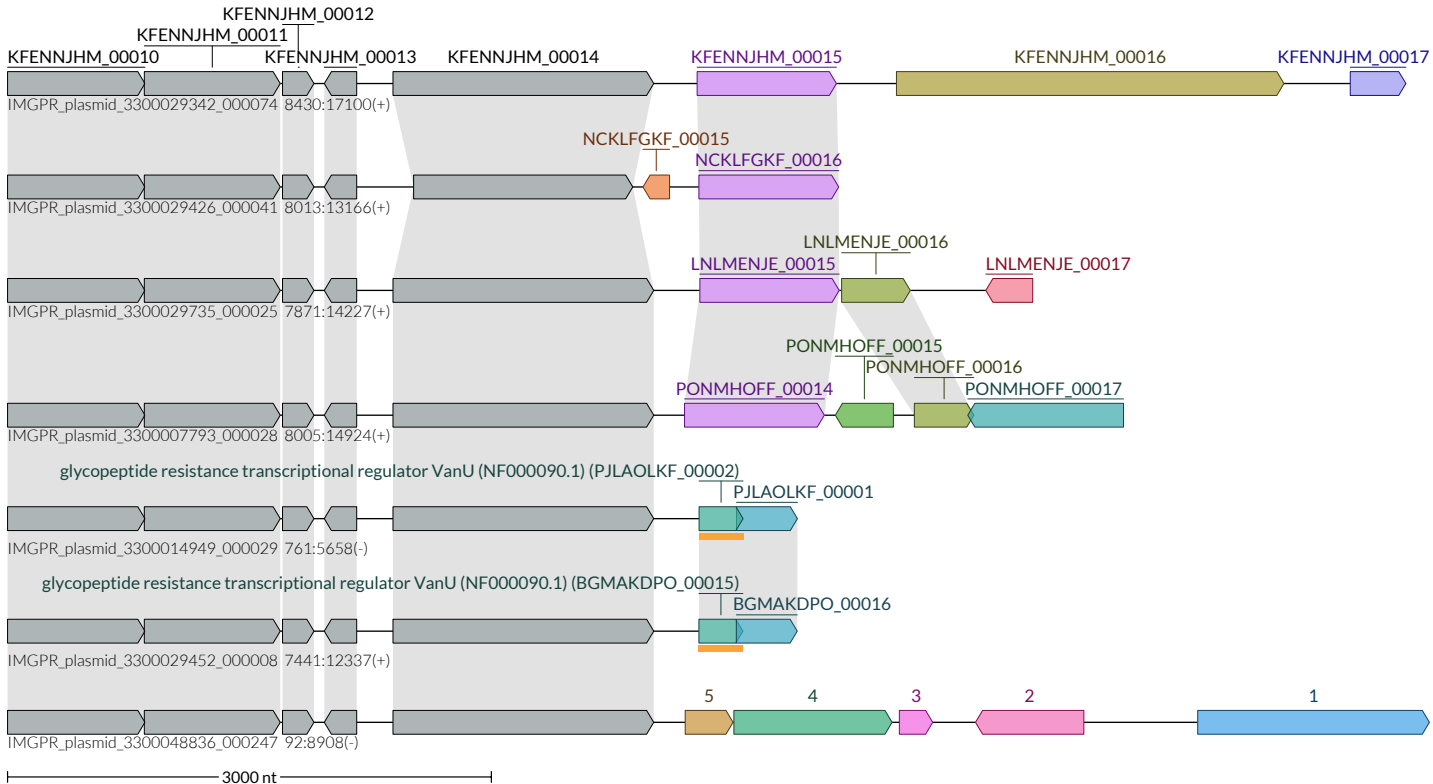 KFENNJHM_00012
KFENNJHM_00011
KFENNJHM_00010 KFENNJHM_00013 KFENNJHM_00014 KFENNJHM_00015 KFENNJHM_00016 KFENNJHM_00017
IMGPR_plasmid_3300029342_000074 8430:17100(+)
NCKLFGKF_00015
NCKLFGKF_00016
IMGPR_plasmid_3300029426_000041 8013:13166(+)
LNLMENJE_00016
LNLMENJE_00015 LNLMENJE_00017
IMGPR_plasmid_3300029735_000025 7871:14227(+)
PONMHOFF_00015
PONMHOFF_00016
PONMHOFF_00014 PONMHOFF_00017
IMGPR_plasmid_3300007793_000028 8005:14924(+)
glycopeptide resistance transcriptional regulator VanU (NF000090.1) (PJLAOLKF_00002)
PJLAOLKF_00001
IMGPR_plasmid_3300014949_000029 761:5658(-)
glycopeptide resistance transcriptional regulator VanU (NF000090.1) (BGMAKDPO_00015)
BGMAKDPO_00016
IMGPR_plasmid_3300029452_000008 7441:12337(+)
5 4 3 2 1
IMGPR_plasmid_3300048836_000247 92:8908(-)
3000 nt